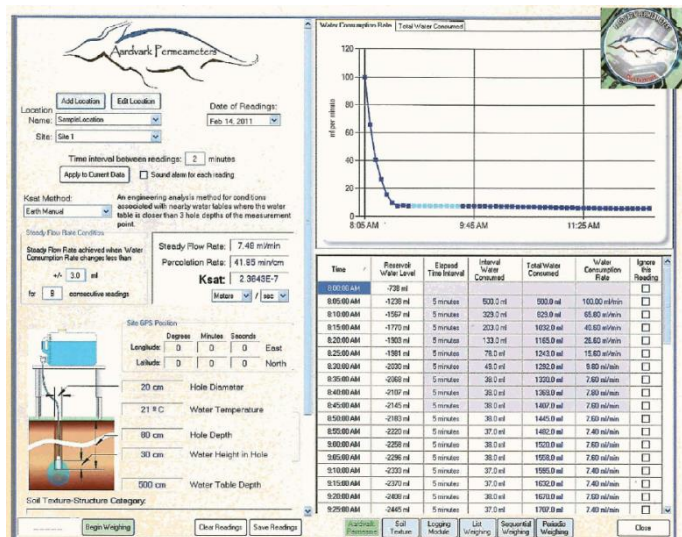 Aardvark Permeameters
Add Location
Edit Location
Location
Name:
SampleLocation
Date of Readings:
Feb 14, 2011
Site:
Site 1
Time interval between readings: 2 minutes
Apply to Current Data
Sound alarm for each reading
Ksat Method:
Earth Manual
An engineering analysis method for conditions
associated with nearby water tables where the water
table is closer than 3 hole depths of the measurement
point.
Steady Flow Rate Condition
Steady Flow Rate achieved when Water
Consumption Rate changes less than
+/- 3.0 ml
for 9 consecutive readings
Steady Flow Rate: 7.48 ml/min
Percolation Rate: 41.95 min/cm
Ksat: 2.3843E-7
Meters / sec
Site GPS Position
Degrees Minutes Seconds
Longitude: 0 0 0 East
Latitude: 0 0 0 North
20 cm Hole Diameter
21 ºC Water Temperature
80 cm Hole Depth
30 cm Water Height in Hole
500 cm Water Table Depth
Soil Texture-Structure Category:
Begin Weighing
Clear Readings
Save Readings
Water Consumption Rate
Total Water Consumed
ml per minute
120
100
80
60
40
20
0
8:05 AM
9:45 AM
11:25 AM
Time
Reservoir Water Level
Elapsed Time Interval
Interval Water Consumed
Total Water Consumed
Water Consumption Rate
Ignore this Reading
8:00:00 AM -738 ml
8:05:00 AM -1238 ml 5 minutes 500.0 ml 500.0 ml 100.00 ml/min
8:10:00 AM -1567 ml 5 minutes 329.0 ml 829.0 ml 65.80 ml/min
8:15:00 AM -1770 ml 5 minutes 203.0 ml 1032.0 ml 40.60 ml/min
8:20:00 AM -1903 ml 5 minutes 133.0 ml 1165.0 ml 26.60 ml/min
8:25:00 AM -1981 ml 5 minutes 78.0 ml 1243.0 ml 15.60 ml/min
8:30:00 AM -2030 ml 5 minutes 49.0 ml 1292.0 ml 9.80 ml/min
8:35:00 AM -2068 ml 5 minutes 38.0 ml 1330.0 ml 7.60 ml/min
8:40:00 AM -2107 ml 5 minutes 39.0 ml 1369.0 ml 7.80 ml/min
8:45:00 AM -2145 ml 5 minutes 38.0 ml 1407.0 ml 7.60 ml/min
8:50:00 AM -2183 ml 5 minutes 38.0 ml 1445.0 ml 7.60 ml/min
8:55:00 AM -2220 ml 5 minutes 37.0 ml 1482.0 ml 7.40 ml/min
9:00:00 AM -2258 ml 5 minutes 38.0 ml 1520.0 ml 7.60 ml/min
9:05:00 AM -2296 ml 5 minutes 38.0 ml 1558.0 ml 7.60 ml/min
9:10:00 AM -2333 ml 5 minutes 37.0 ml 1595.0 ml 7.40 ml/min
9:15:00 AM -2370 ml 5 minutes 37.0 ml 1632.0 ml 7.40 ml/min
9:20:00 AM -2408 ml 5 minutes 38.0 ml 1670.0 ml 7.60 ml/min
9:25:00 AM -2445 ml 5 minutes 37.0 ml 1707.0 ml 7.40 ml/min
Aardvark Permeameter
Soil Texture
Logging Module
List Weighing
Sequential Weighing
Periodic Weighing
Close